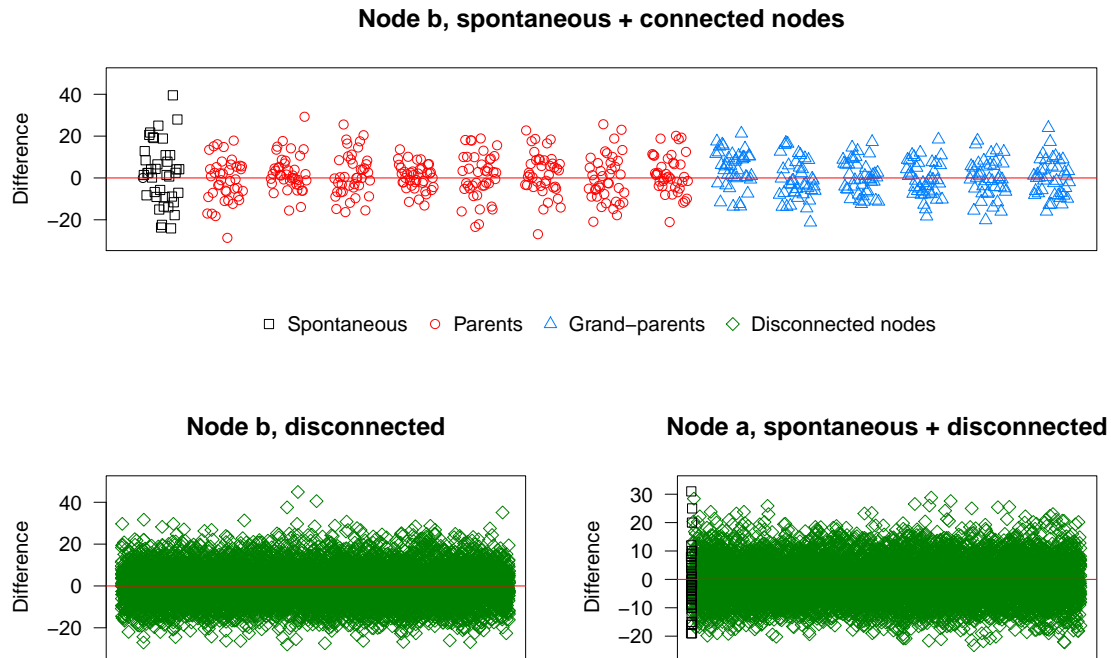 Node b, spontaneous + connected nodes
Difference
40
20
0
−20
Spontaneous Parents Grand−parents Disconnected nodes
Node b, disconnected
Difference
40
20
0
−20
Node a, spontaneous + disconnected
Difference
30
20
10
0
−10
−20